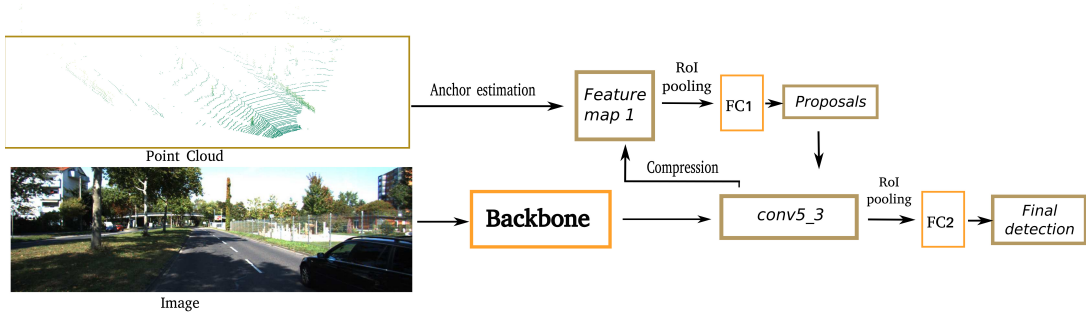 Point Cloud
Image
Anchor estimation
Feature
map 1
RoI
pooling
FC1
Proposals
Compression
Backbone
conv5_3
RoI
pooling
FC2
Final
detection